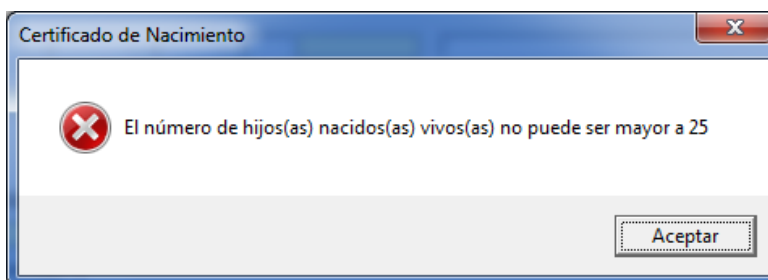 Certificado de Nacimiento
El número de hijos(as) nacidos(as) vivos(as) no puede ser mayor a 25
Aceptar